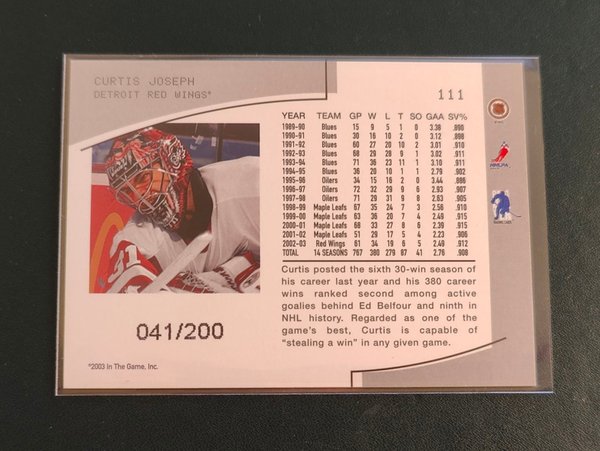 CURTIS JOSEPH
DETROIT RED WINGS*
111
YEAR TEAM GP W L T SO GAA SV%
1989-90 Blues 15 9 5 1 0 3.38 .890
1990-91 Blues 30 16 10 2 0 3.12 .898
1991-92 Blues 60 27 20 10 2 3.01 .910
1992-93 Blues 68 29 28 9 1 3.02 .911
1993-94 Blues 71 36 23 11 1 3.10 .911
1994-95 Blues 36 20 10 1 1 2.79 .902
1995-96 Oilers 34 15 16 2 0 3.44 .886
1996-97 Oilers 72 32 29 9 6 2.93 .907
1997-98 Oilers 71 29 31 9 8 2.63 .905
1998-99 Maple Leafs 67 35 24 7 3 2.56 .910
1999-00 Maple Leafs 63 36 20 7 4 2.49 .915
2000-01 Maple Leafs 68 33 27 8 6 2.39 .915
2001-02 Maple Leafs 51 29 17 5 4 2.23 .906
2002-03 Red Wings 61 34 19 6 5 2.49 .912
TOTAL 14 SEASONS 767 380 279 87 41 2.76 .908
Curtis posted the sixth 30-win season of
his career last year and his 380 career
wins ranked second among active
goalies behind Ed Belfour and ninth in
NHL history. Regarded as one of the
game's best, Curtis is capable of
"stealing a win" in any given game.
31
041/200
©2003 In The Game, Inc.
NHLPA